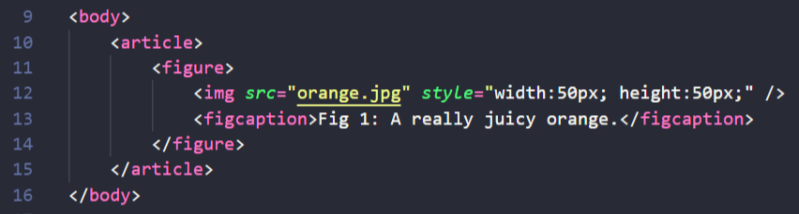 9 <body>
10 <article>
11 <figure>
12 <img src="orange.jpg" style="width:50px; height:50px;" />
13 <figcaption>Fig 1: A really juicy orange.</figcaption>
14 </figure>
15 </article>
16 </body>